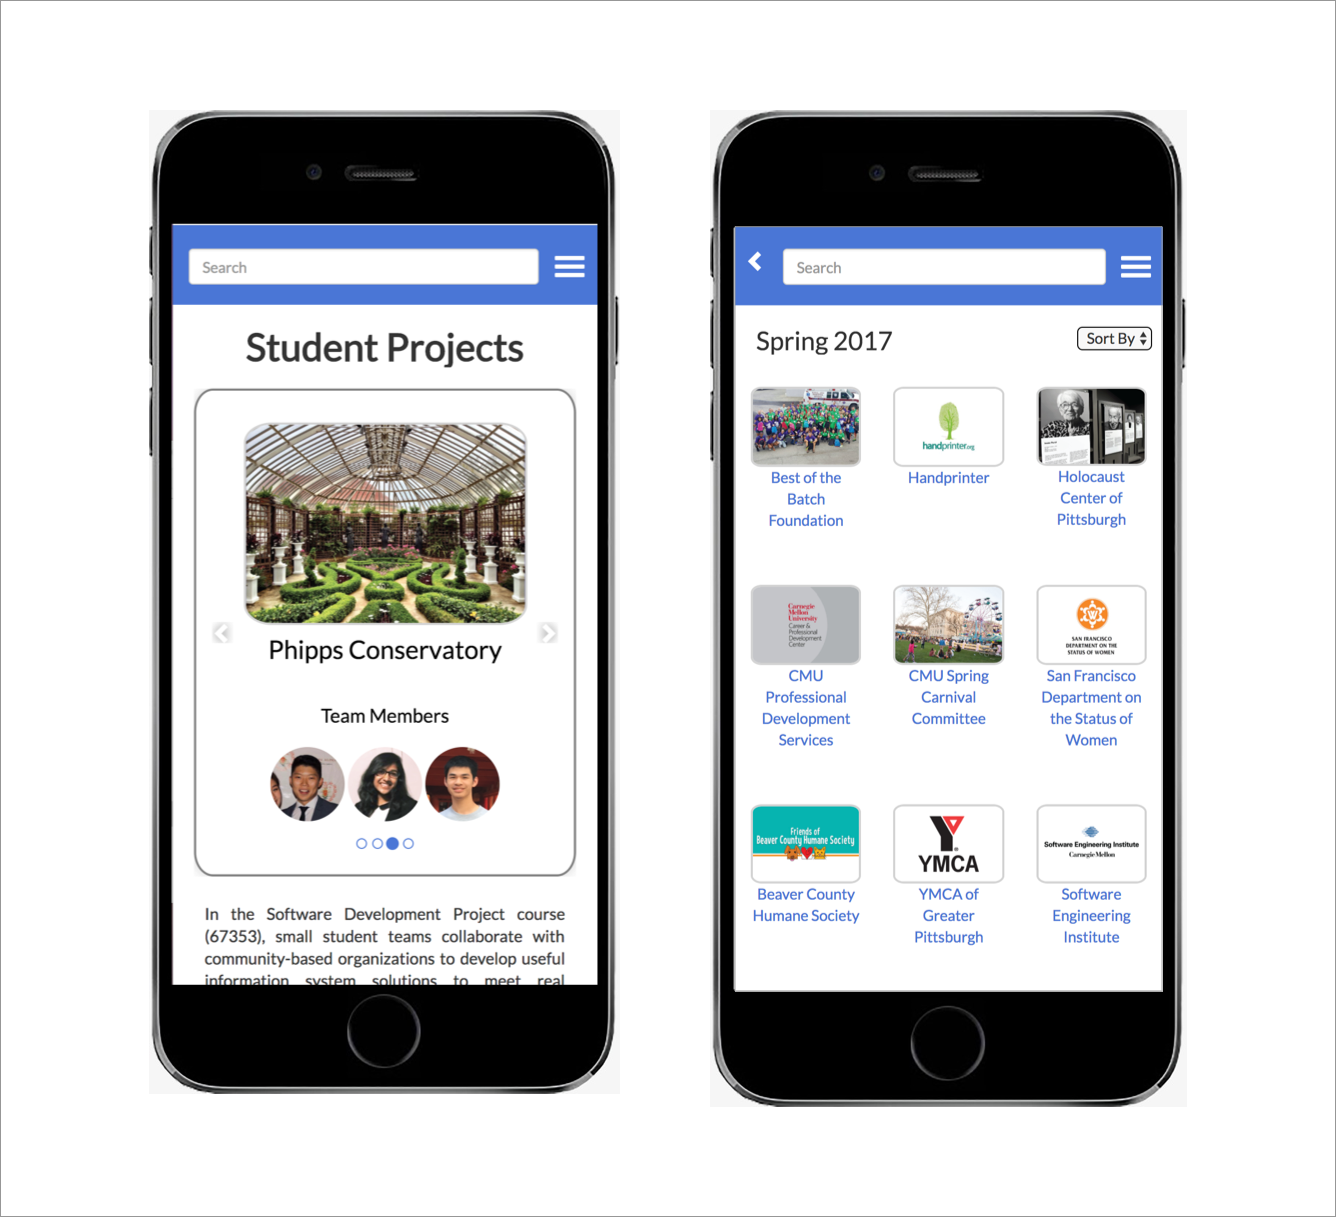 Search
Student Projects
Phipps Conservatory
Team Members
In the Software Development Project course
(67353), small student teams collaborate with
community-based organizations to develop useful
information system solutions to meet real
Search
Spring 2017
Sort By
handprinter.org
Best of the
Batch
Foundation
Handprinter
Holocaust
Center of
Pittsburgh
Carnegie
Mellon
University
Career &
Professional
Development
Center
SAN FRANCISCO
DEPARTMENT ON THE
STATUS OF WOMEN
CMU
Professional
Development
Services
CMU Spring
Carnival
Committee
San Francisco
Department on
the Status of
Women
Friends of
Beaver County Humane Society
YMCA
Software Engineering Institute
Carnegie Mellon
Beaver County
Humane Society
YMCA of
Greater
Pittsburgh
Software
Engineering
Institute